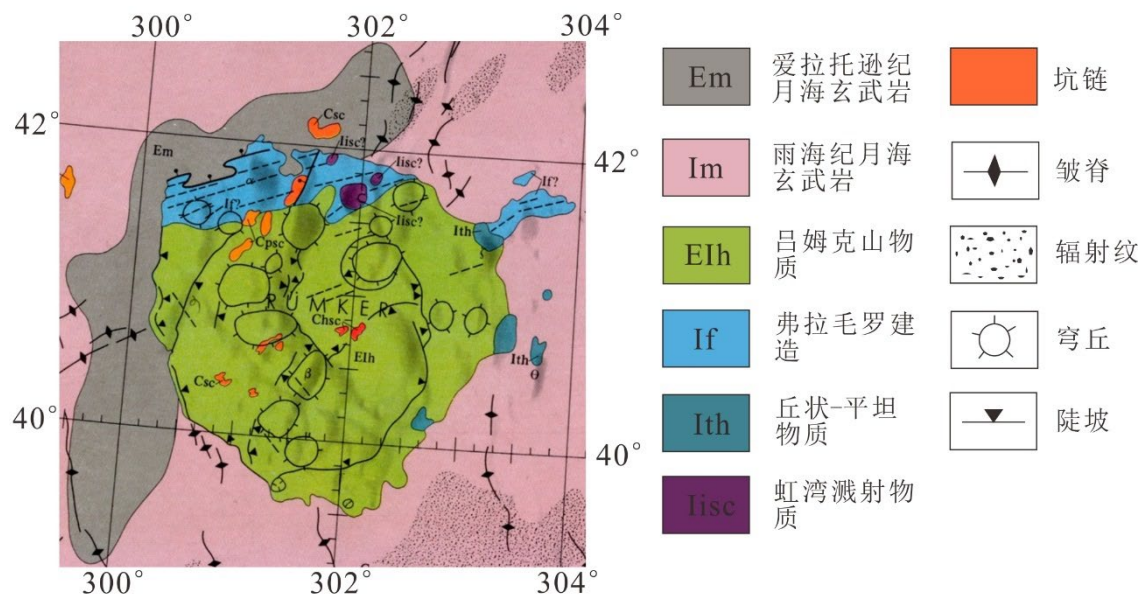 300°
302°
304°
42°
42°
40°
40°
300°
302°
304°
Csc
Iisc?
Em
Iisc?
If?
If?
Iisc?
Ith
Cpsc
RÜMKER
Chsc
EIh
Ith
θ
β
Csc
Em
爱拉托逊纪
月海玄武岩
坑链
Im
雨海纪月海
玄武岩
皱脊
EIh
吕姆克山物
质
辐射纹
If
弗拉毛罗建
造
穹丘
Ith
丘状-平坦
物质
陡坡
Iisc
虹湾溅射物
质